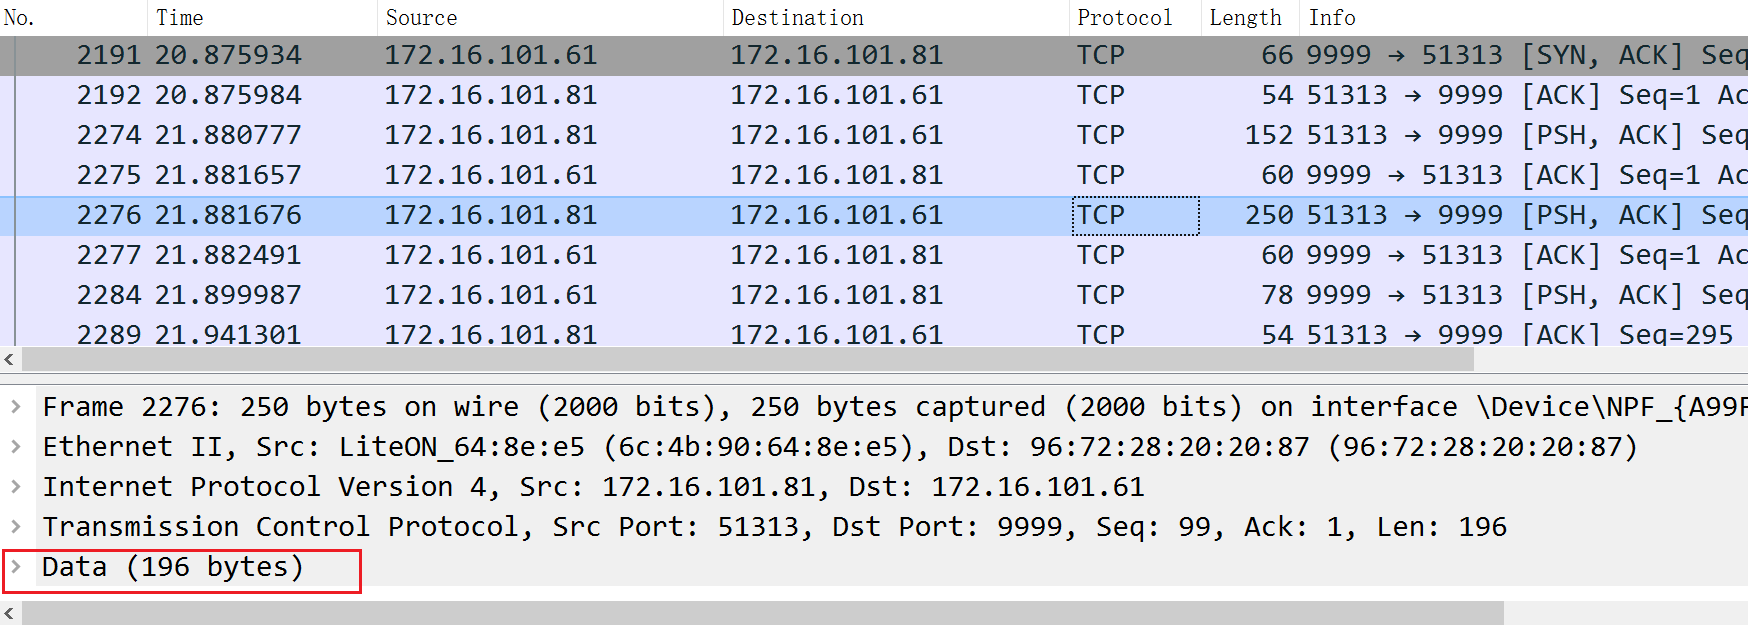 No. Time Source Destination Protocol Length Info
2191 20.875934 172.16.101.61 172.16.101.81 TCP 66 9999 → 51313 [SYN, ACK] Seq
2192 20.875984 172.16.101.81 172.16.101.61 TCP 54 51313 → 9999 [ACK] Seq=1 Ac
2274 21.880777 172.16.101.81 172.16.101.61 TCP 152 51313 → 9999 [PSH, ACK] Seq
2275 21.881657 172.16.101.61 172.16.101.81 TCP 60 9999 → 51313 [ACK] Seq=1 Ac
2276 21.881676 172.16.101.81 172.16.101.61 TCP 250 51313 → 9999 [PSH, ACK] Seq
2277 21.882491 172.16.101.61 172.16.101.81 TCP 60 9999 → 51313 [ACK] Seq=1 Ac
2284 21.899987 172.16.101.61 172.16.101.81 TCP 78 9999 → 51313 [PSH, ACK] Seq
2289 21.941301 172.16.101.81 172.16.101.61 TCP 54 51313 → 9999 [ACK] Seq=295
Frame 2276: 250 bytes on wire (2000 bits), 250 bytes captured (2000 bits) on interface \Device\NPF_{A99F
Ethernet II, Src: LiteON_64:8e:e5 (6c:4b:90:64:8e:e5), Dst: 96:72:28:20:20:87 (96:72:28:20:20:87)
Internet Protocol Version 4, Src: 172.16.101.81, Dst: 172.16.101.61
Transmission Control Protocol, Src Port: 51313, Dst Port: 9999, Seq: 99, Ack: 1, Len: 196
Data (196 bytes)